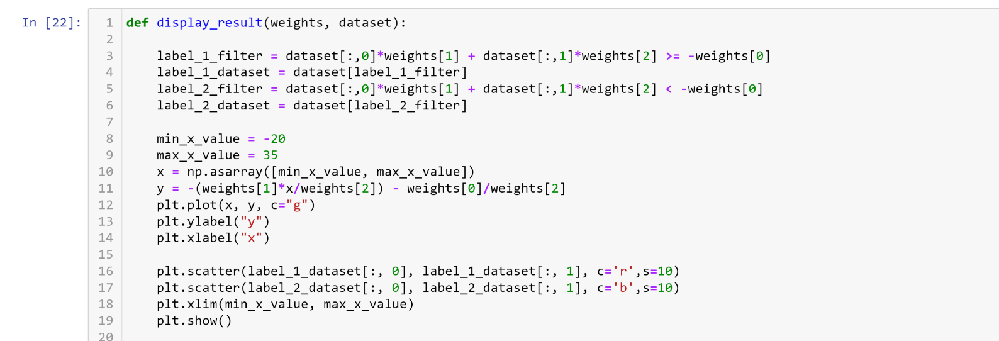 In [22]:
1 def display_result(weights, dataset):
2
3     label_1_filter = dataset[:,0]*weights[1] + dataset[:,1]*weights[2] >= -weights[0]
4     label_1_dataset = dataset[label_1_filter]
5     label_2_filter = dataset[:,0]*weights[1] + dataset[:,1]*weights[2] < -weights[0]
6     label_2_dataset = dataset[label_2_filter]
7
8     min_x_value = -20
9     max_x_value = 35
10     x = np.asarray([min_x_value, max_x_value])
11     y = -(weights[1]*x/weights[2]) - weights[0]/weights[2]
12     plt.plot(x, y, c="g")
13     plt.ylabel("y")
14     plt.xlabel("x")
15
16     plt.scatter(label_1_dataset[:, 0], label_1_dataset[:, 1], c='r',s=10)
17     plt.scatter(label_2_dataset[:, 0], label_2_dataset[:, 1], c='b',s=10)
18     plt.xlim(min_x_value, max_x_value)
19     plt.show()
20